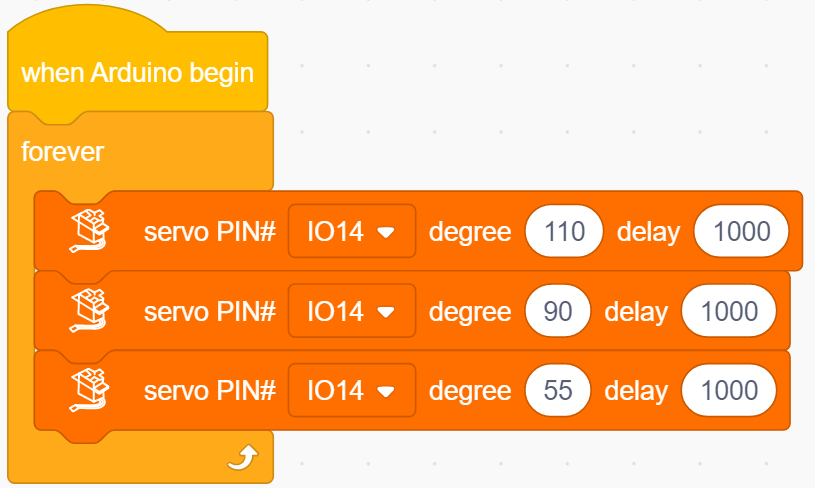 when Arduino begin
forever
servo PIN# IO14 degree 110 delay 1000
servo PIN# IO14 degree 90 delay 1000
servo PIN# IO14 degree 55 delay 1000